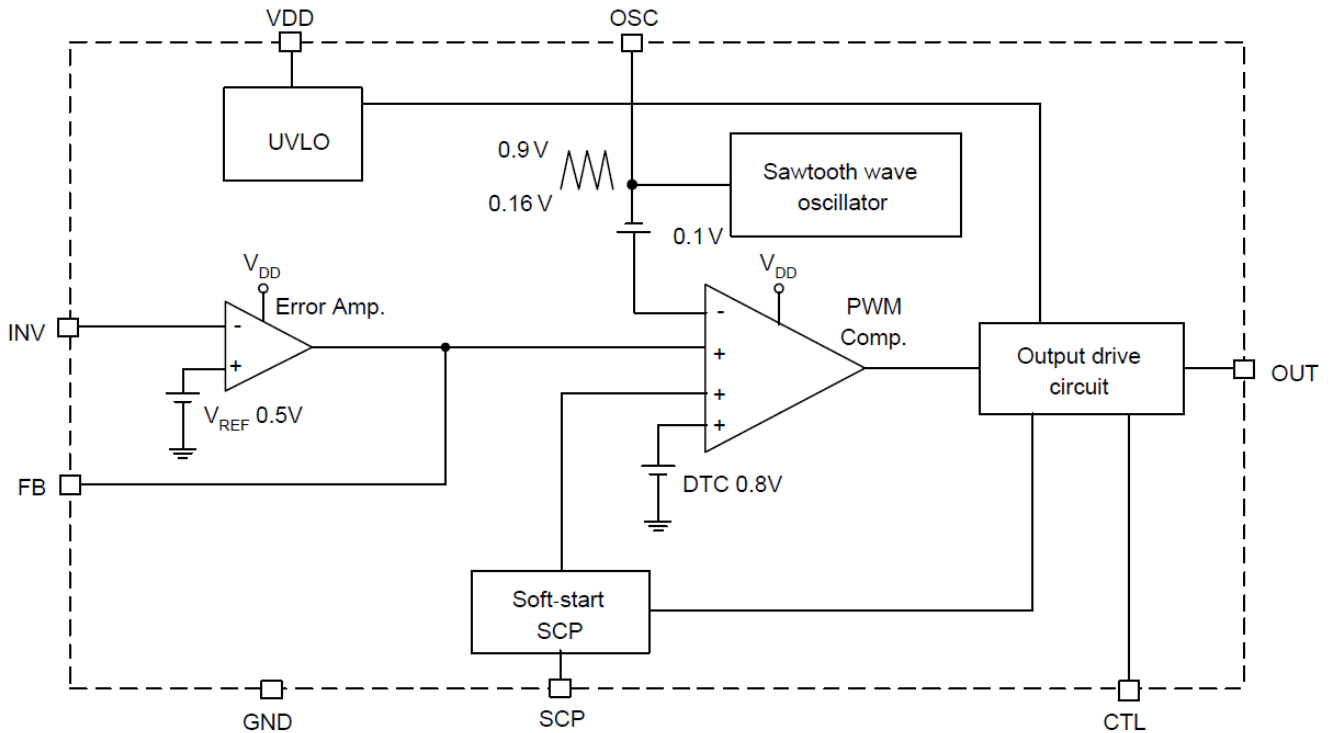 VDD
OSC
UVLO
0.9 V
0.16 V
Sawtooth wave
oscillator
0.1 V
VDD
Error Amp.
VDD
PWM
Comp.
INV
-
+
-
+
+
+
Output drive
circuit
OUT
VREF 0.5V
FB
DTC 0.8V
Soft-start
SCP
GND
SCP
CTL